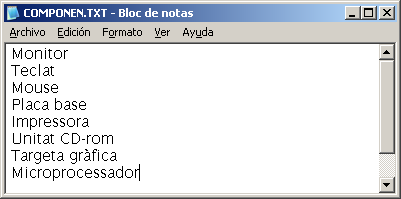 COMPONEN.TXT - Bloc de notas
Archivo Edición Formato Ver Ayuda
Monitor
Teclat
Mouse
Placa base
Impressora
Unitat CD-rom
Targeta gràfica
Microprocessador